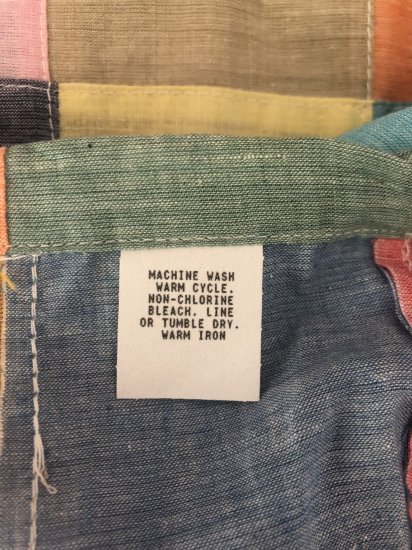 MACHINE WASH
WARM CYCLE.
NON-CHLORINE
BLEACH. LINE
OR TUMBLE DRY.
WARM IRON